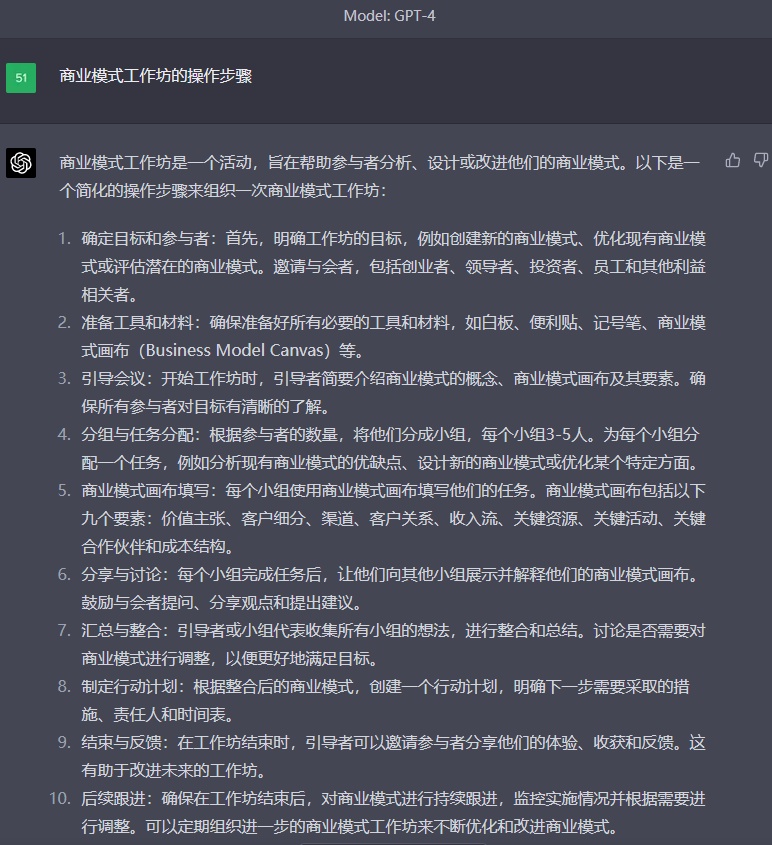 Model: GPT-4
51
商业模式工作坊的操作步骤
商业模式工作坊是一个活动，旨在帮助参与者分析、设计或改进他们的商业模式。以下是一
个简化的操作步骤来组织一次商业模式工作坊：
1. 确定目标和参与者：首先，明确工作坊的目标，例如创建新的商业模式、优化现有商业模
式或评估潜在的商业模式。邀请与会者，包括创业者、领导者、投资者、员工和其他利益
相关者。
2. 准备工具和材料：确保准备好所有必要的工具和材料，如白板、便利贴、记号笔、商业模
式画布（Business Model Canvas）等。
3. 引导会议：开始工作坊时，引导者简要介绍商业模式的概念、商业模式画布及其要素。确
保所有参与者对目标有清晰的了解。
4. 分组与任务分配：根据参与者的数量，将他们分成小组，每个小组3-5人。为每个小组分
配一个任务，例如分析现有商业模式的优缺点、设计新的商业模式或优化某个特定方面。
5. 商业模式画布填写：每个小组使用商业模式画布填写他们的任务。商业模式画布包括以下
九个要素：价值主张、客户细分、渠道、客户关系、收入流、关键资源、关键活动、关键
合作伙伴和成本结构。
6. 分享与讨论：每个小组完成任务后，让他们向其他小组展示并解释他们的商业模式画布。
鼓励与会者提问、分享观点和提出建议。
7. 汇总与整合：引导者或小组代表收集所有小组的想法，进行整合和总结。讨论是否需要对
商业模式进行调整，以便更好地满足目标。
8. 制定行动计划：根据整合后的商业模式，创建一个行动计划，明确下一步需要采取的措
施、责任人和时间表。
9. 结束与反馈：在工作坊结束时，引导者可以邀请参与者分享他们的体验、收获和反馈。这
有助于改进未来的工作坊。
10. 后续跟进：确保在工作坊结束后，对商业模式进行持续跟进，监控实施情况并根据需要进
行调整。可以定期组织进一步的商业模式工作坊来不断优化和改进商业模式。